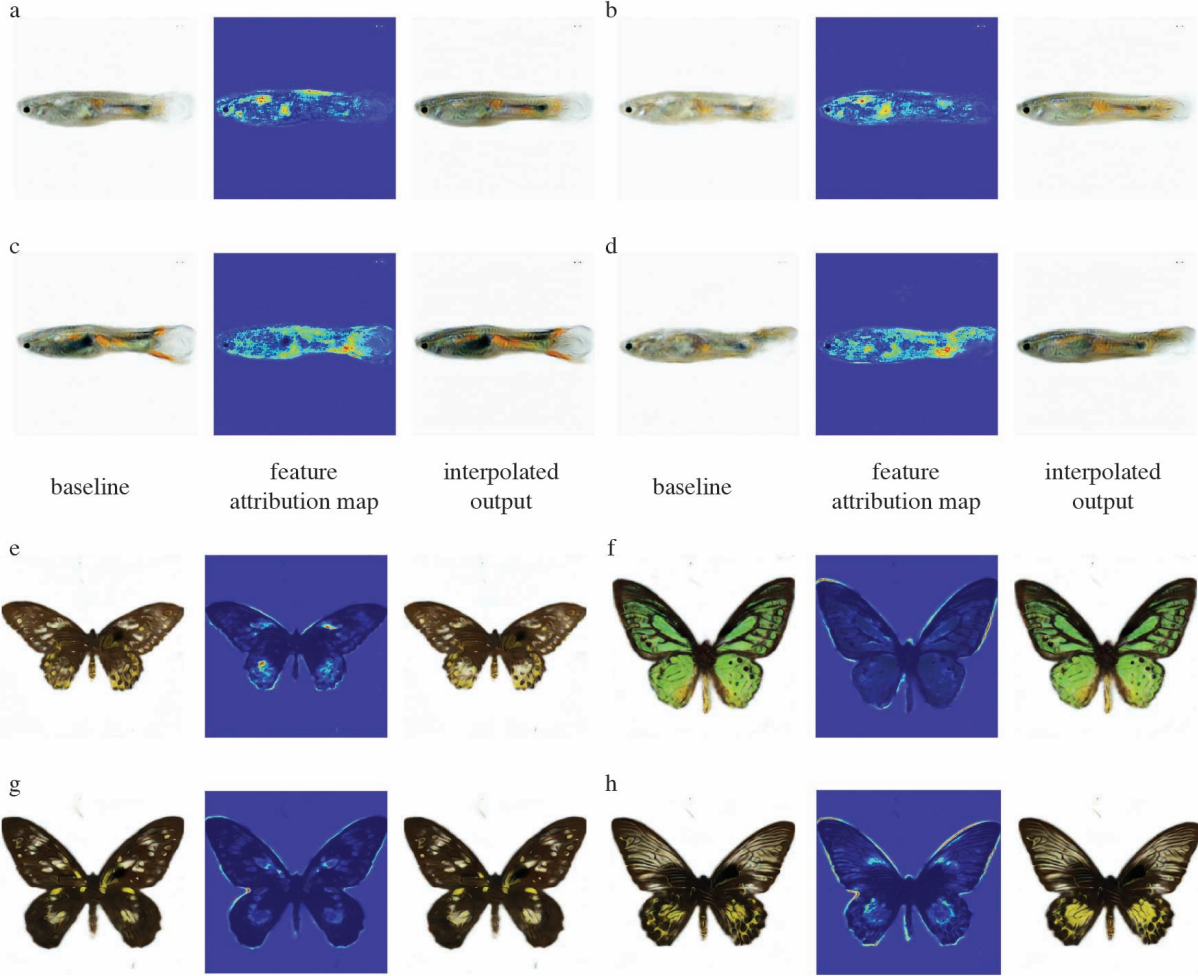 a
b
c
d
baseline
feature
attribution map
interpolated
output
baseline
feature
attribution map
interpolated
output
e
f
g
h